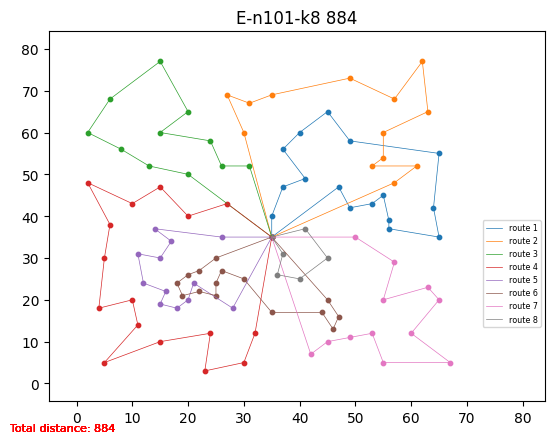 E-n101-k8 884
80
70
60
50
40
30
20
10
0
0 10 20 30 40 50 60 70 80
route 1
route 2
route 3
route 4
route 5
route 6
route 7
route 8
Total distance: 884